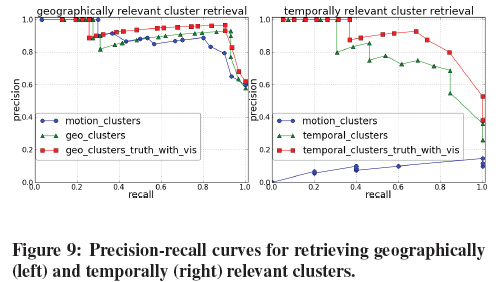 geographically relevant cluster retrieval
temporally relevant cluster retrieval
precision
1.0
0.8
0.6
0.4
0.2
0.0
motion_clusters
geo_clusters
geo_clusters_truth_with_vis
0.0 0.2 0.4 0.6 0.8 1.0
recall
precision
1.0
0.8
0.6
0.4
0.2
0.0
motion_clusters
temporal_clusters
temporal_clusters_truth_with_vis
0.0 0.2 0.4 0.6 0.8 1.0
recall
Figure 9: Precision-recall curves for retrieving geographically
(left) and temporally (right) relevant clusters.